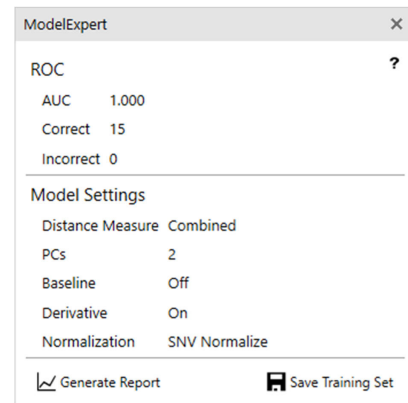 ModelExpert ×
ROC ?
AUC 1.000
Correct 15
Incorrect 0
Model Settings
Distance Measure Combined
PCs 2
Baseline Off
Derivative On
Normalization SNV Normalize
Generate Report Save Training Set